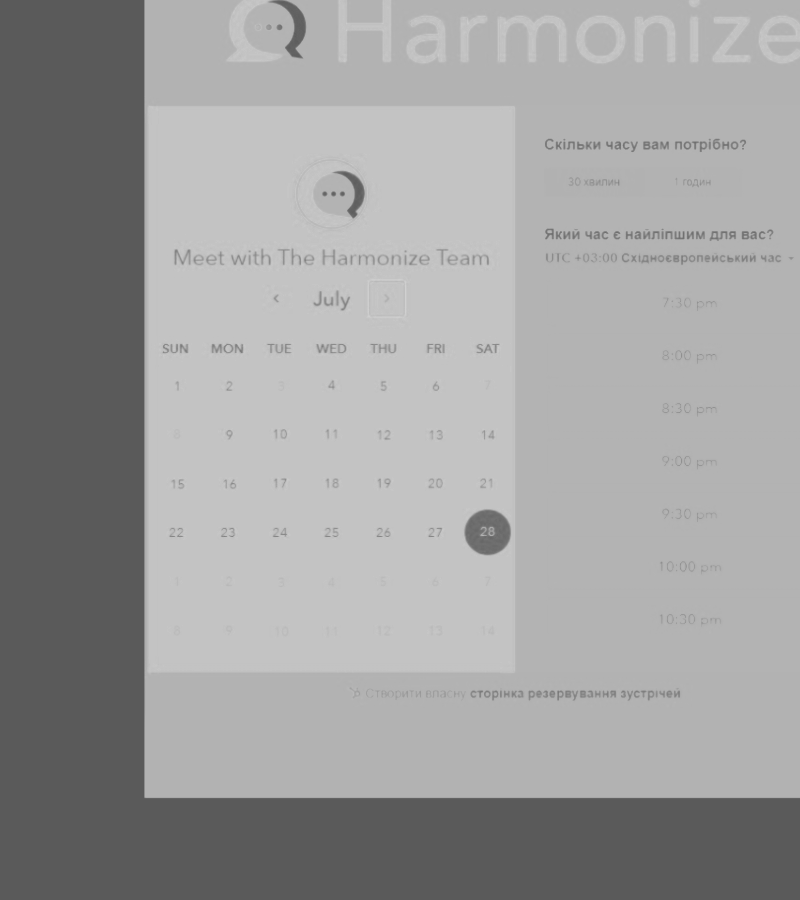 Harmonize
Meet with The Harmonize Team
‹ July ›
SUN MON TUE WED THU FRI SAT
1 2 3 4 5 6 7
8 9 10 11 12 13 14
15 16 17 18 19 20 21
22 23 24 25 26 27 28
1 2 3 4 5 6 7
8 9 10 11 12 13 14
Скільки часу вам потрібно?
30 хвилин 1 годин
Який час є найліпшим для вас?
UTC +03:00 Східноєвропейський час
7:30 pm
8:00 pm
8:30 pm
9:00 pm
9:30 pm
10:00 pm
10:30 pm
Створити власну сторінка резервування зустрічей